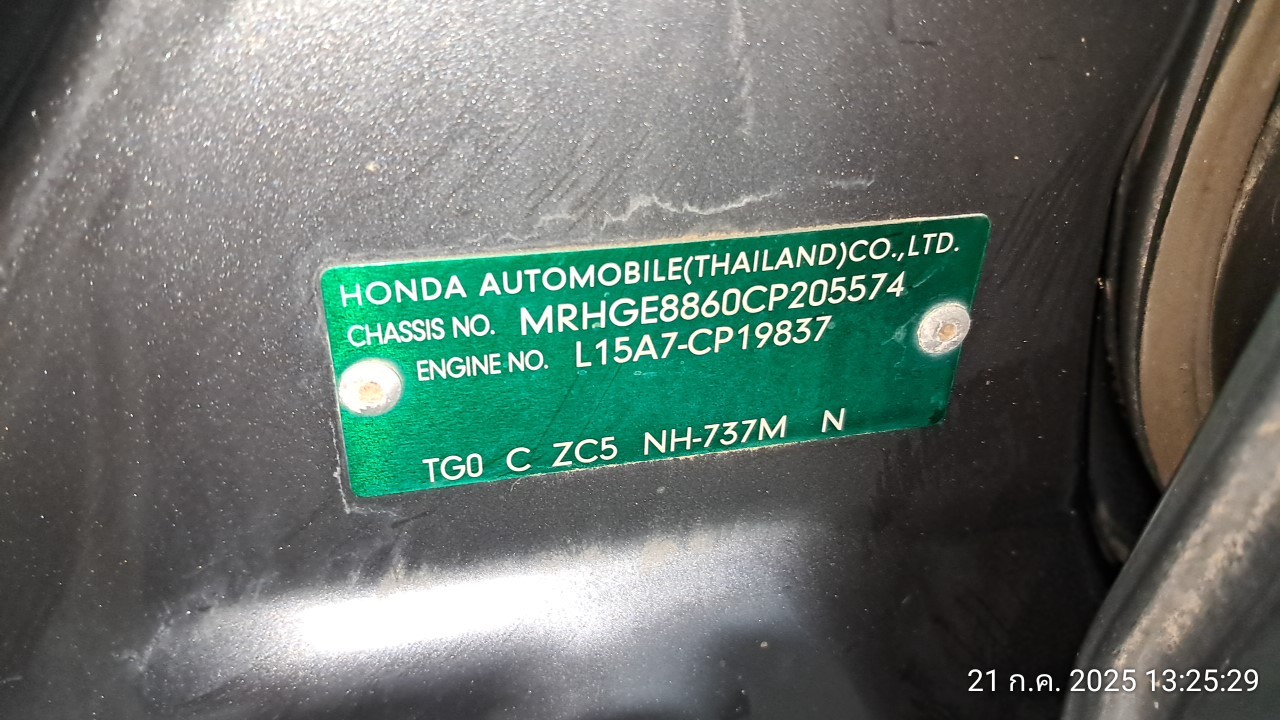 HONDA AUTOMOBILE(THAILAND)CO.,LTD.
CHASSIS NO. MRHGE8860CP205574
ENGINE NO. L15A7-CP19837
TG0 C ZC5 NH-737M N
21 ก.ค. 2025 13:25:29